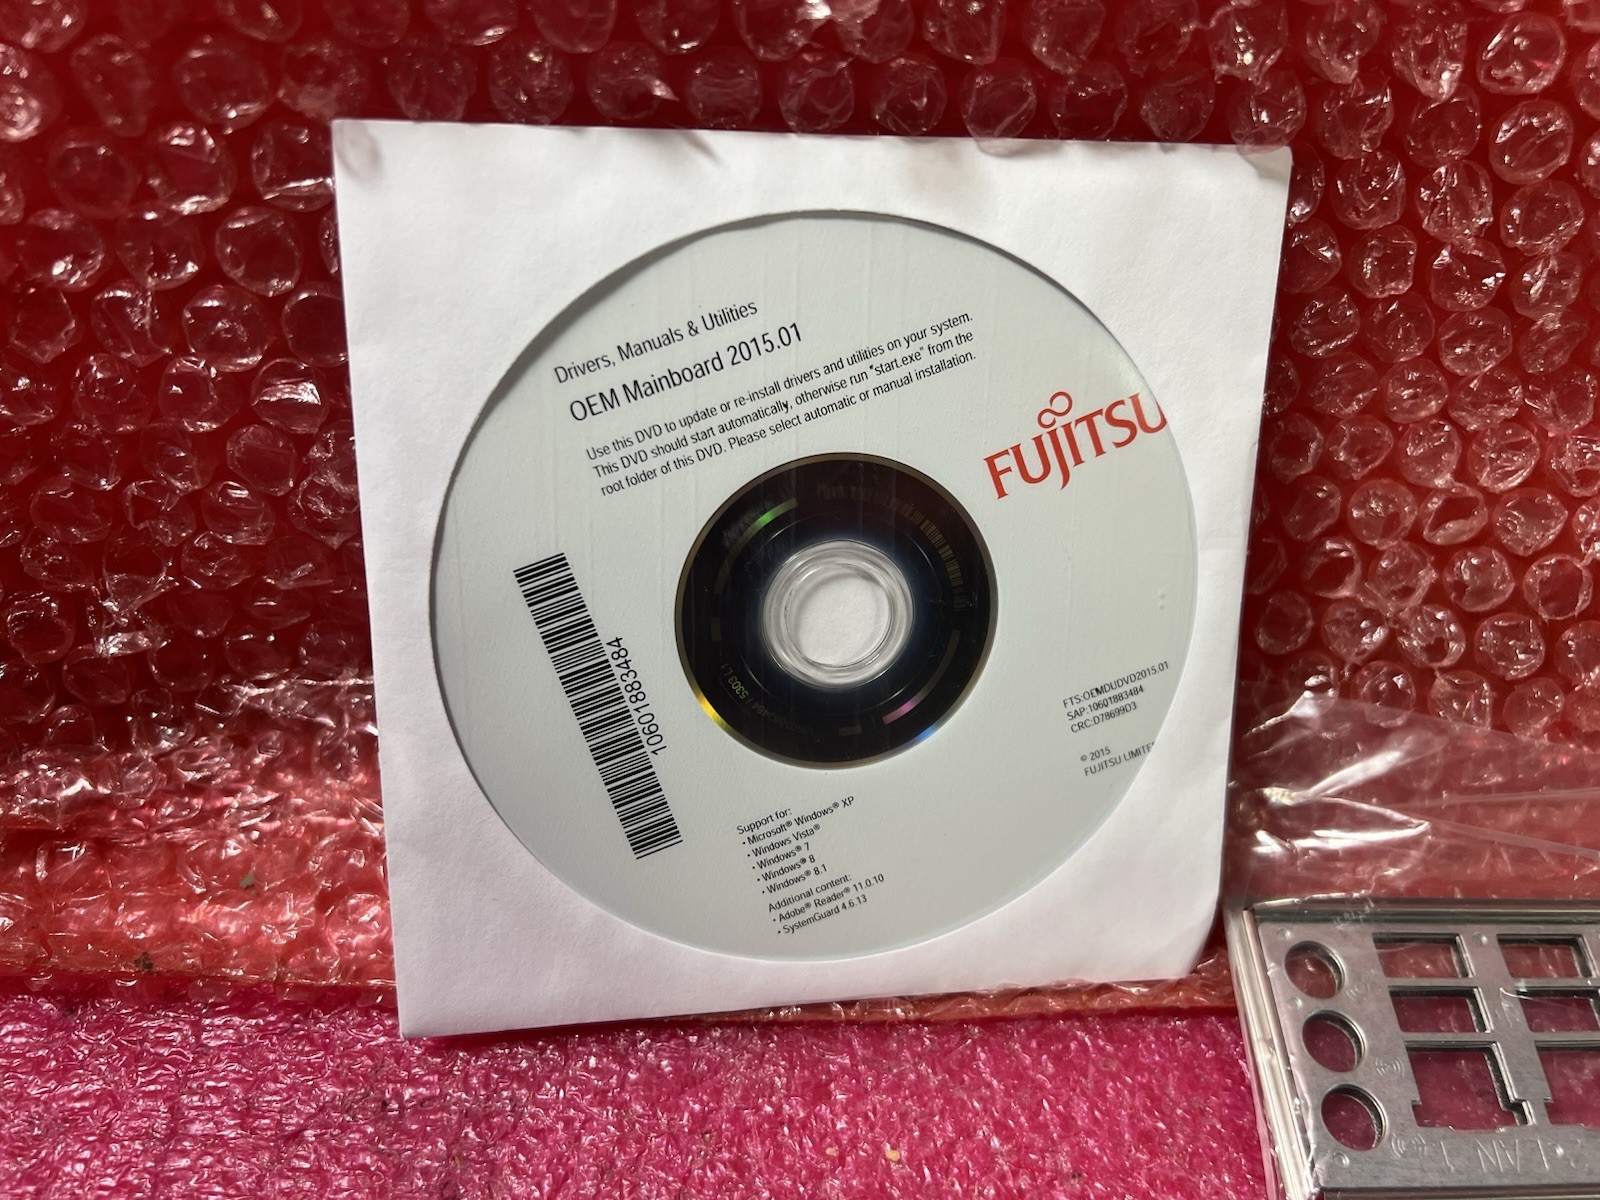 Drivers, Manuals & Utilities
OEM Mainboard 2015.01
Use this DVD to update or re-install drivers and utilities on your system.
This DVD should start automatically, otherwise run "start.exe" from the
root folder of this DVD. Please select automatic or manual installation.
FUJITSU
10601883484
5303 L1
FTS:OEMDUDVD2015.01
SAP:10601883484
CRC:D78699D3
© 2015
FUJITSU LIMITE
Support for:
• Microsoft® Windows® XP
• Windows Vista®
• Windows® 7
• Windows® 8
• Windows® 8.1
Additional content:
• Adobe® Reader® 11.0.10
• SystemGuard 4.6.13
LAN 1